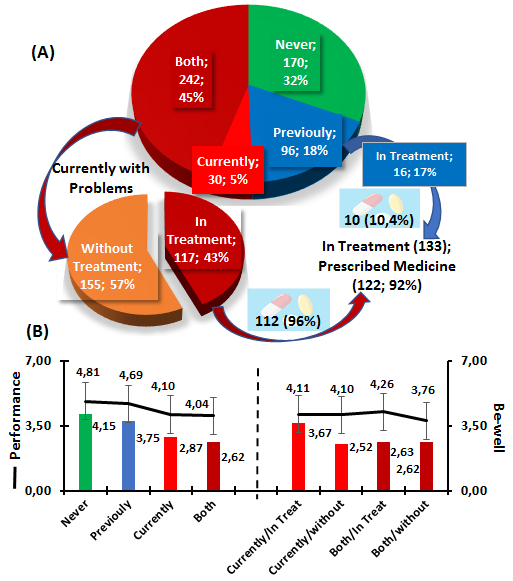 (A)
Never;
170;
32%
Both;
242;
45%
Previouly;
96; 18%
Currently;
30; 5%
In Treatment;
16; 17%
Currently with
Problems
10 (10,4%)
In
Treatment;
117; 43%
Without
Treatment;
155; 57%
In Treatment (133);
Prescribed Medicine
(122; 92%)
112 (96%)
(B)
7,00
3,50
0,00
Performance
4,81
4,69
4,10
4,04
4,15
3,75
2,87
2,62
Never
Previouly
Currently
Both
4,11
4,10
4,26
3,76
3,67
2,52
2,63
2,62
Currently/In Treat
Currently/without
Both/In Treat
Both/without
7,00
3,50
0,00
Be-well